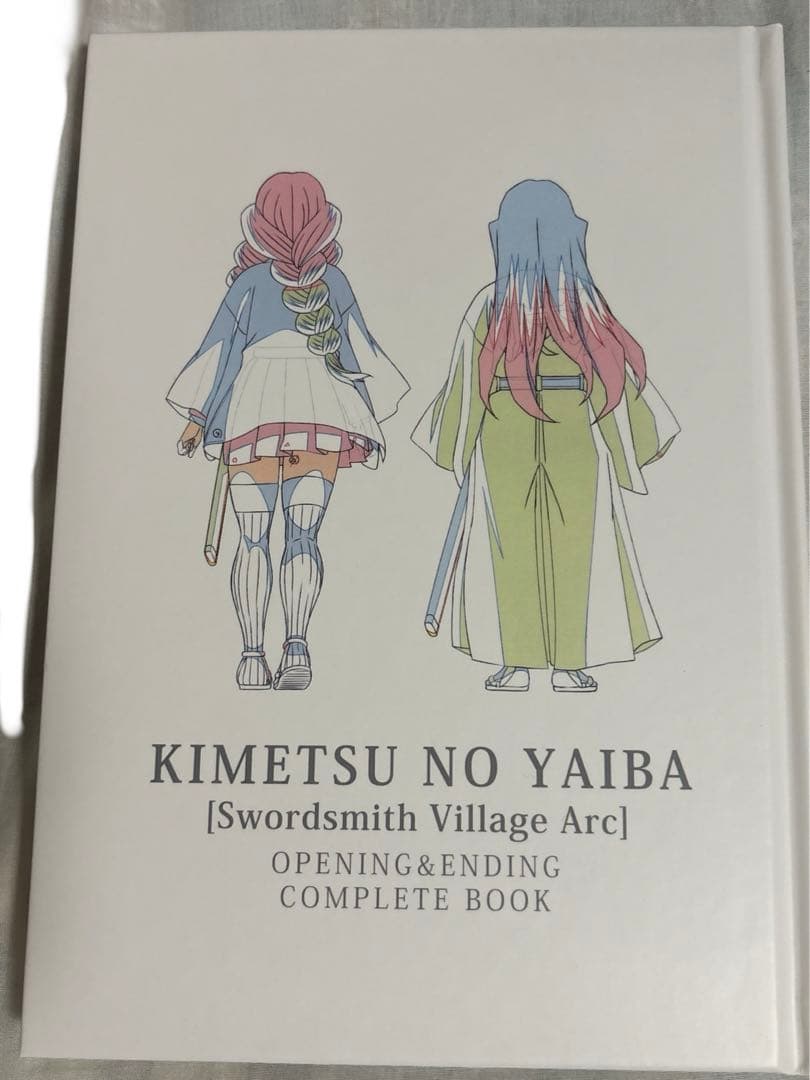 KIMETSU NO YAIBA
[Swordsmith Village Arc]
OPENING&ENDING
COMPLETE BOOK